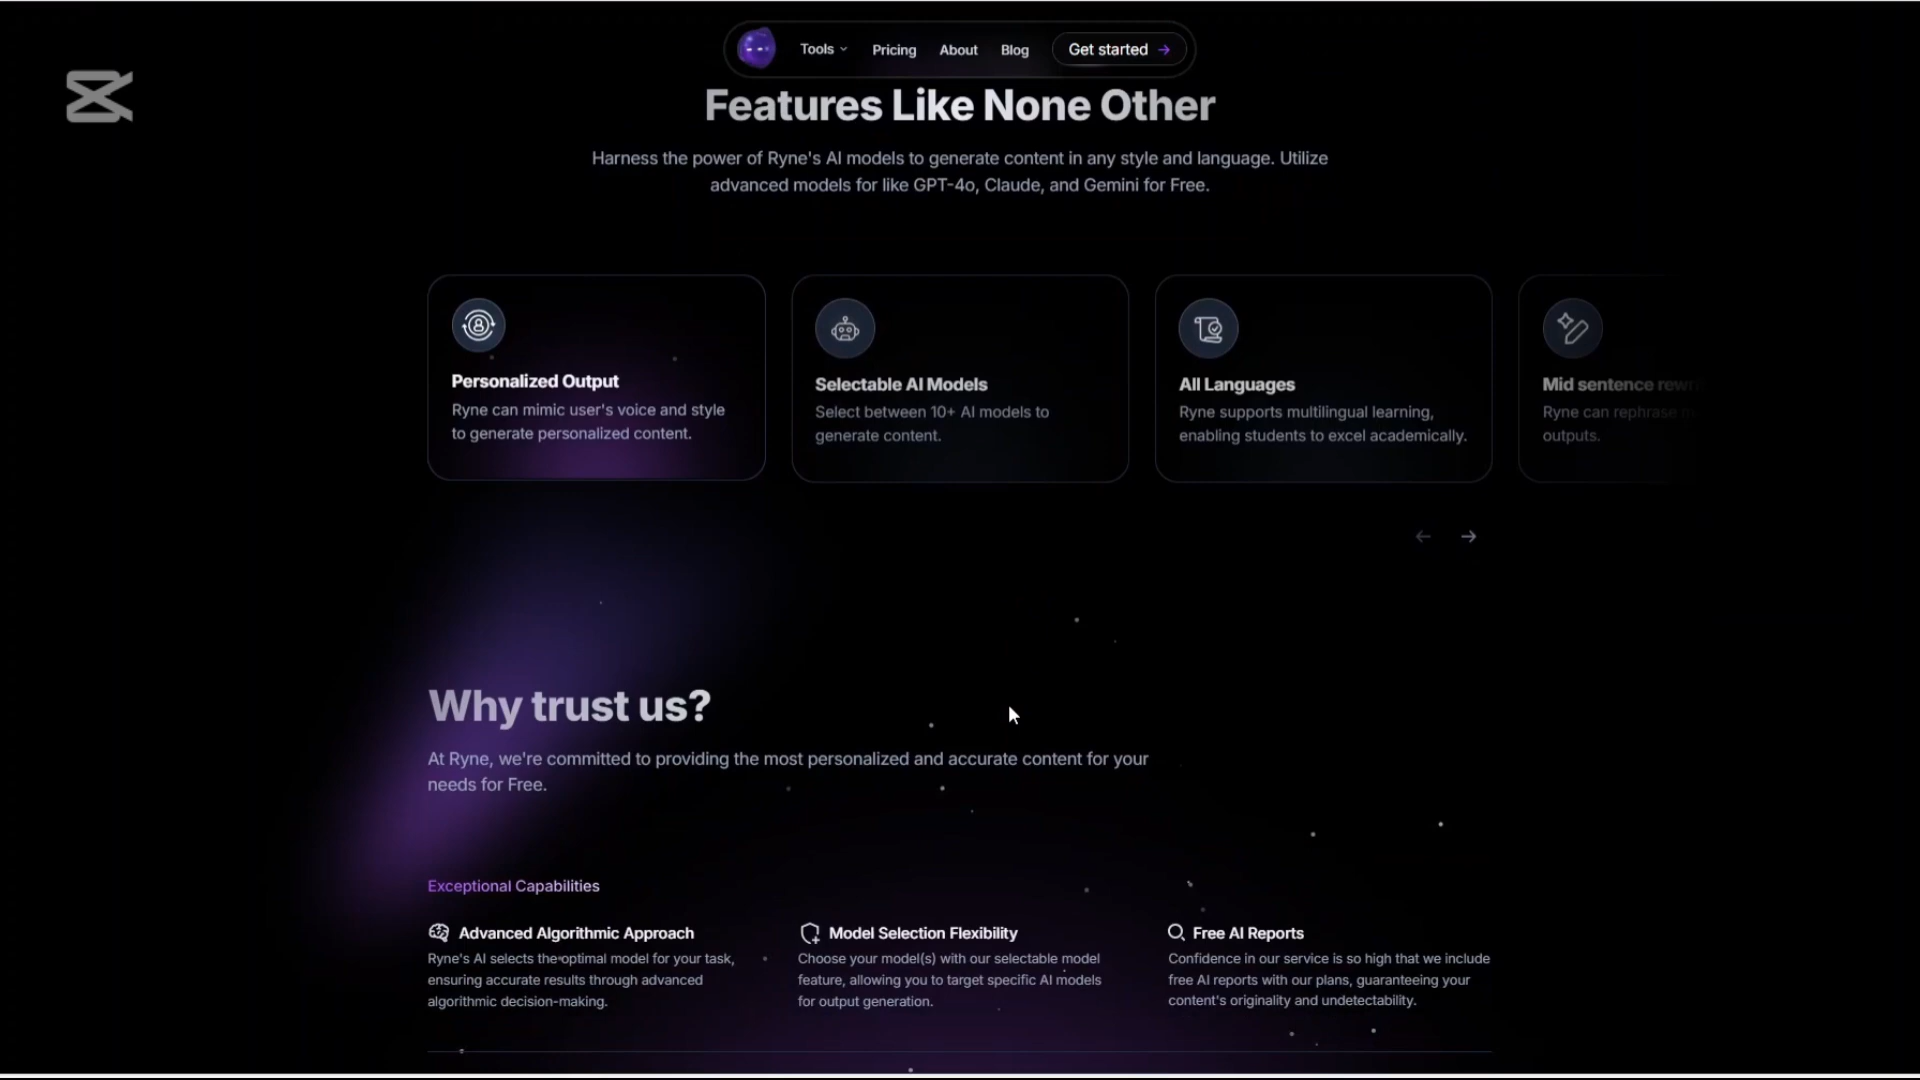 Tools
Pricing
About
Blog
Get started
Features Like None Other
Harness the power of Ryne's AI models to generate content in any style and language. Utilize
advanced models for like GPT-4o, Claude, and Gemini for Free.
Personalized Output
Ryne can mimic user's voice and style
to generate personalized content.
Selectable AI Models
Select between 10+ AI models to
generate content.
All Languages
Ryne supports multilingual learning,
enabling students to excel academically.
Mid sentence
Ryne can rephrase
outputs.
Why trust us?
At Ryne, we're committed to providing the most personalized and accurate content for your
needs for Free.
Exceptional Capabilities
Advanced Algorithmic Approach
Ryne's AI selects the optimal model for your task,
ensuring accurate results through advanced
algorithmic decision-making.
Model Selection Flexibility
Choose your model(s) with our selectable model
feature, allowing you to target specific AI models
for output generation.
Free AI Reports
Confidence in our service is so high that we include
free AI reports with our plans, guaranteeing your
content's originality and undetectability.